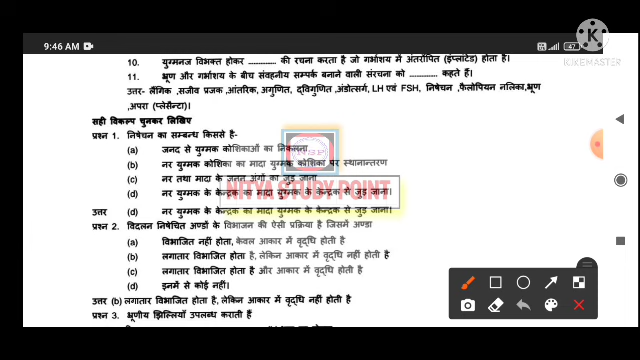 9:46 AM
47
KINEMASTER
10. युग्मनज विभक्त होकर .............. की रचना करता है जो गर्भाशय में अंतर्रोपित (इंप्लांटेड) होता है।
11. भ्रूण और गर्भाशय के बीच संवहनीय सम्पर्क बनाने वाली संरचना को .............. कहते हैं।
उत्तर- लैंगिक ,सजीव प्रजक ,आंतरिक, अगुणित, द्विगुणित ,अंडोत्सर्ग, LH एवं FSH, निषेचन ,फैलोपियन नलिका,भ्रूण
,अपरा (प्लेसैन्टा)।
सही विकल्प चुनकर लिखिए
प्रश्न 1. निषेचन का सम्बन्ध किससे है-
(a) जनद से युग्मक कोशिकाओं का निकलना
(b) नर युग्मक कोशिका का मादा युग्मक कोशिका पर स्थानान्तरण
(c) नर तथा मादा के जनन अंगों का जुड़ जाना
NITYA STUDY POINT
(d) नर युग्मक के केन्द्रक का मादा युग्मक के केन्द्रक से जुड़ जाना।
उत्तर (d) नर युग्मक के केन्द्रक का मादा युग्मक के केन्द्रक से जुड़ जाना।
प्रश्न 2. विदलन निषेचित अण्डों के विभाजन की ऐसी प्रक्रिया है जिसमें अण्डा
(a) विभाजित नहीं होता, केवल आकार में वृद्धि होती है
(b) लगातार विभाजित होता है, लेकिन आकार में वृद्धि नहीं होती है
(c) लगातार विभाजित होता है और आकार में वृद्धि होती है
(d) इनमें से कोई नहीं।
उत्तर (b) लगातार विभाजित होता है, लेकिन आकार में वृद्धि नहीं होती है
प्रश्न 3. भ्रूणीय झिल्लियाँ उपलब्ध कराती हैं